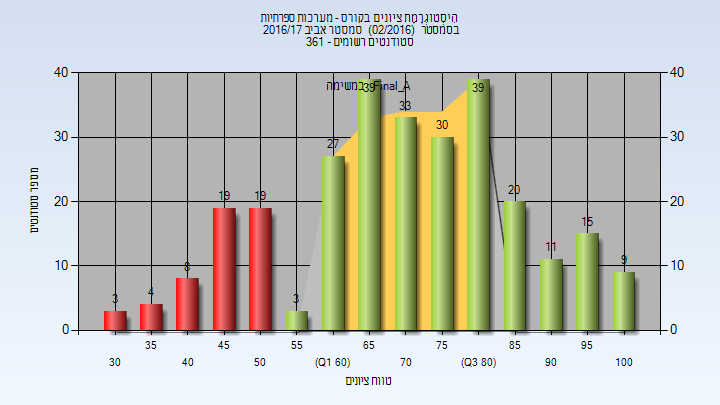 היסטוגרמת ציונים בקורס - מערכות ספרתיות
בסמסטר (02/2016) סמסטר אביב 2016/17
סטודנטים רשומים - 361
במשימה Final_A
מספר סטודנטים
40 40
30 30
20 20
10 10
0 0
3 4 8 19 19 3 27 39 33 30 39 20 11 15 9
35 45 55 65 75 85 95
30 40 50 (Q1 60) 70 (Q3 80) 90 100
טווח ציונים